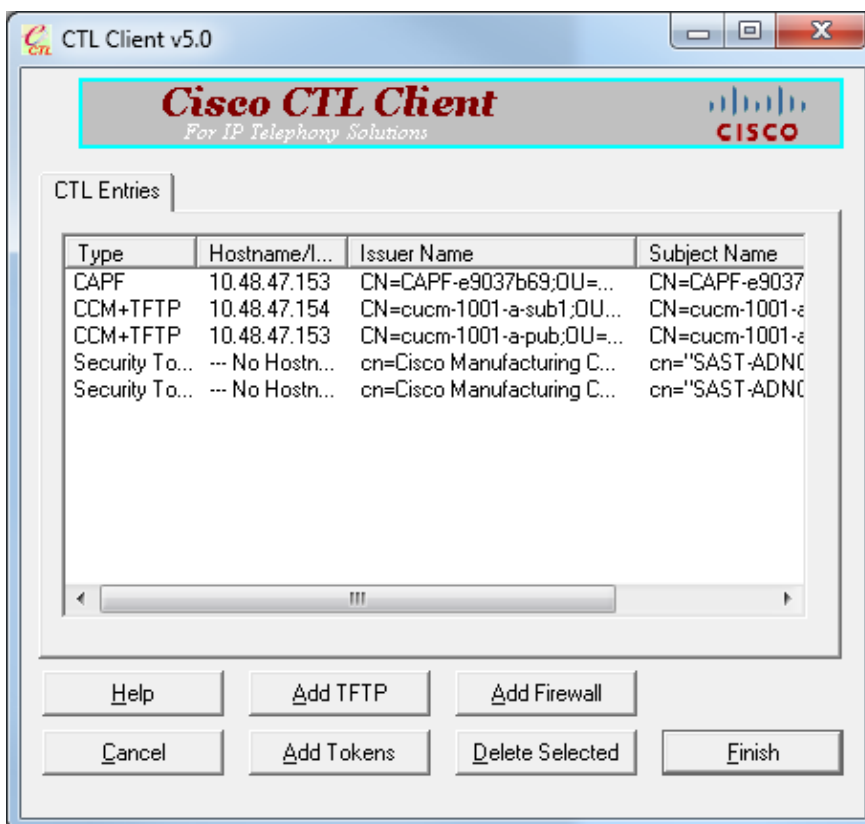 CTL Client v5.0
Cisco CTL Client
For IP Telephony Solutions
CISCO
CTL Entries
Type Hostname/I... Issuer Name Subject Name
CAPF 10.48.47.153 CN=CAPF-e9037b69;OU=... CN=CAPF-e9037
CCM+TFTP 10.48.47.154 CN=cucm-1001-a-sub1;OU... CN=cucm-1001-a
CCM+TFTP 10.48.47.153 CN=cucm-1001-a-pub;OU=... CN=cucm-1001-a
Security To... --- No Hostn... cn=Cisco Manufacturing C... cn="SAST-ADN0
Security To... --- No Hostn... cn=Cisco Manufacturing C... cn="SAST-ADN0
Help Add TFTP Add Firewall
Cancel Add Tokens Delete Selected Finish